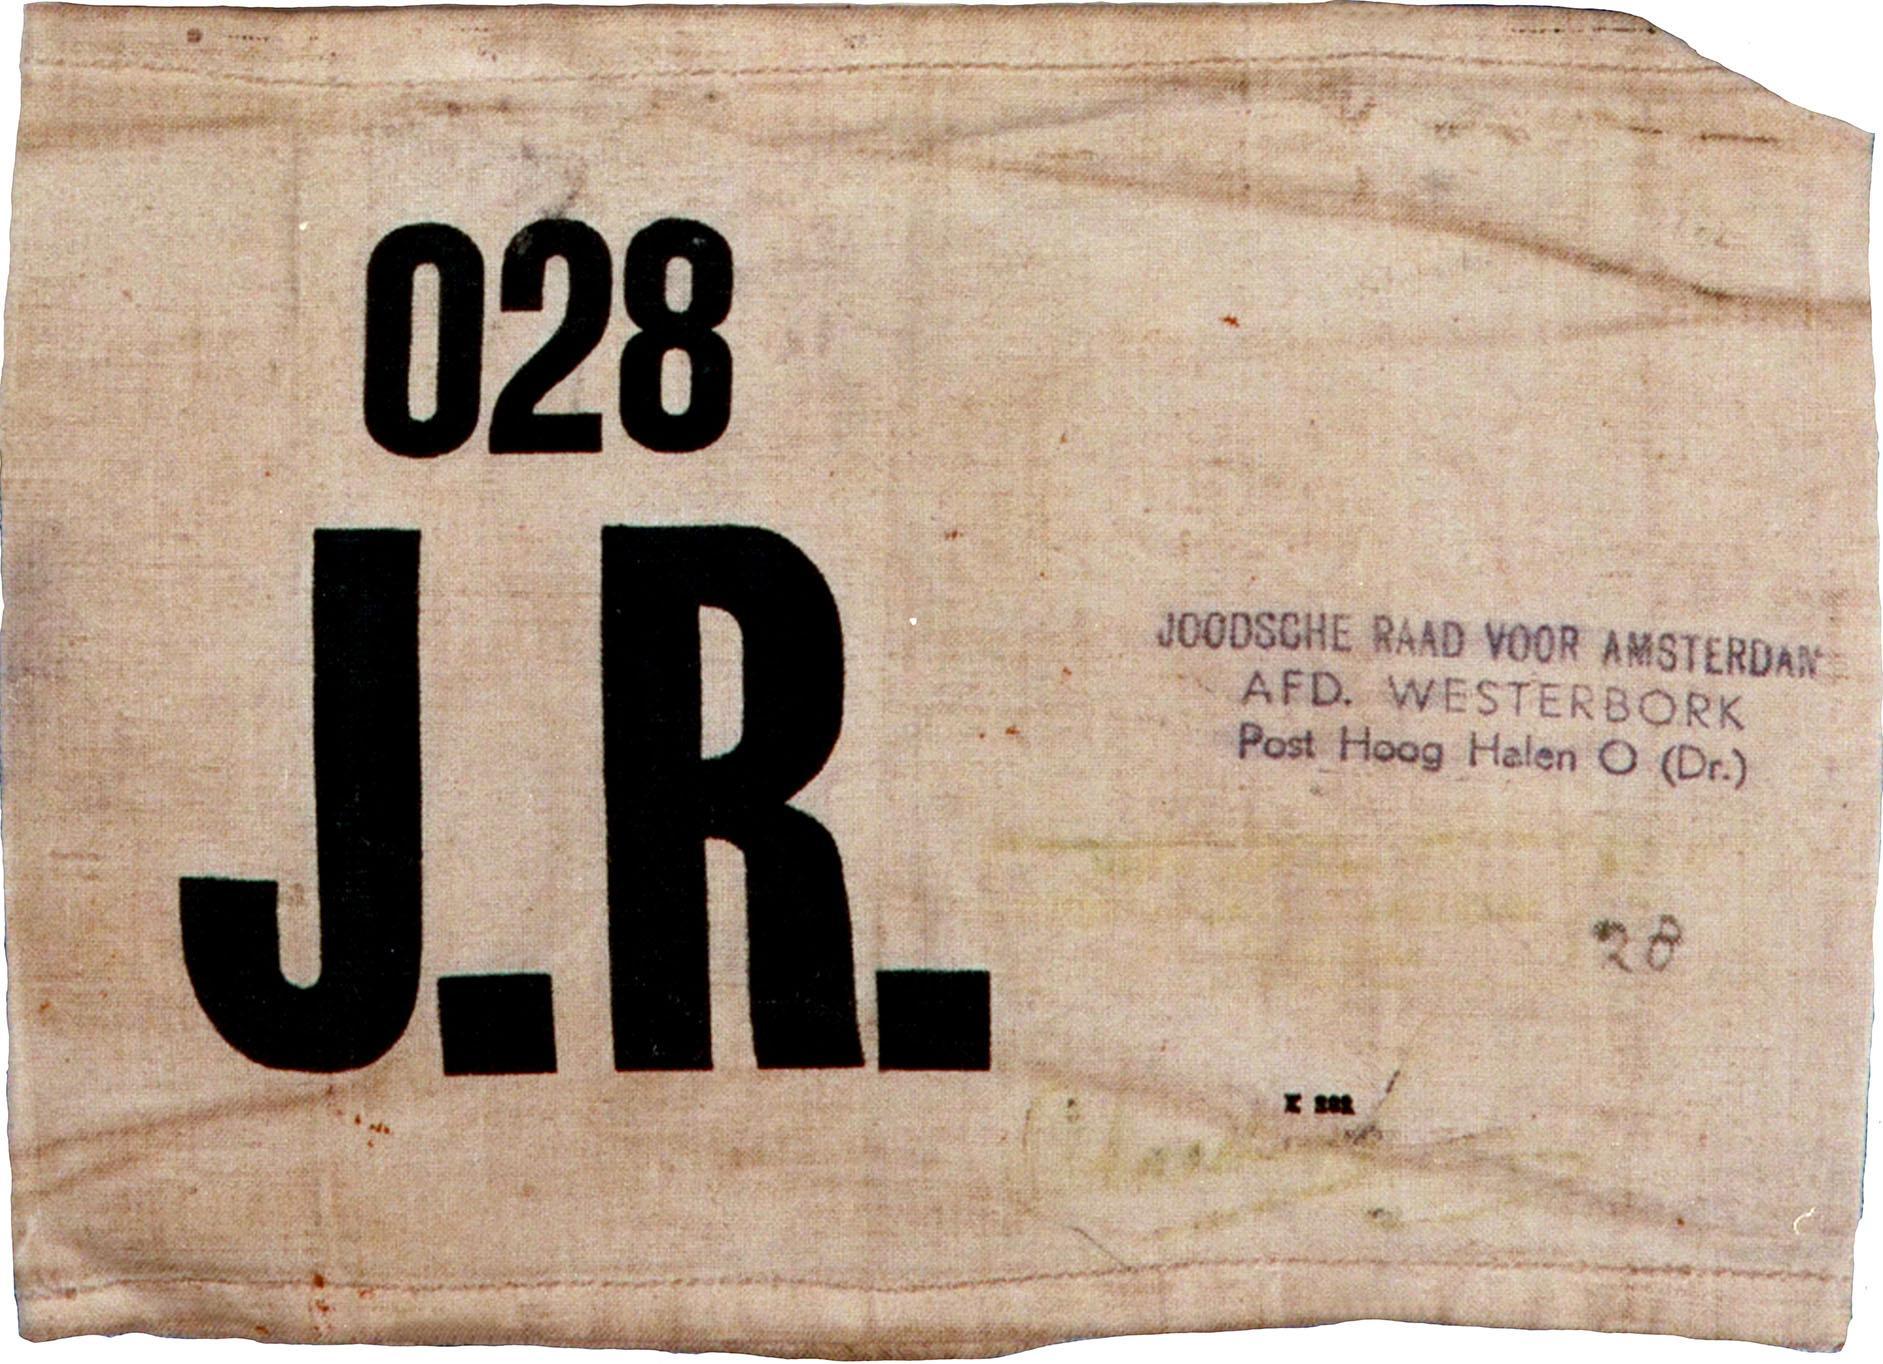 028
J.R.
JOODSCHE RAAD VOOR AMSTERDAM
AFD. WESTERBORK
Post Hoog Halen O (Dr.)
28